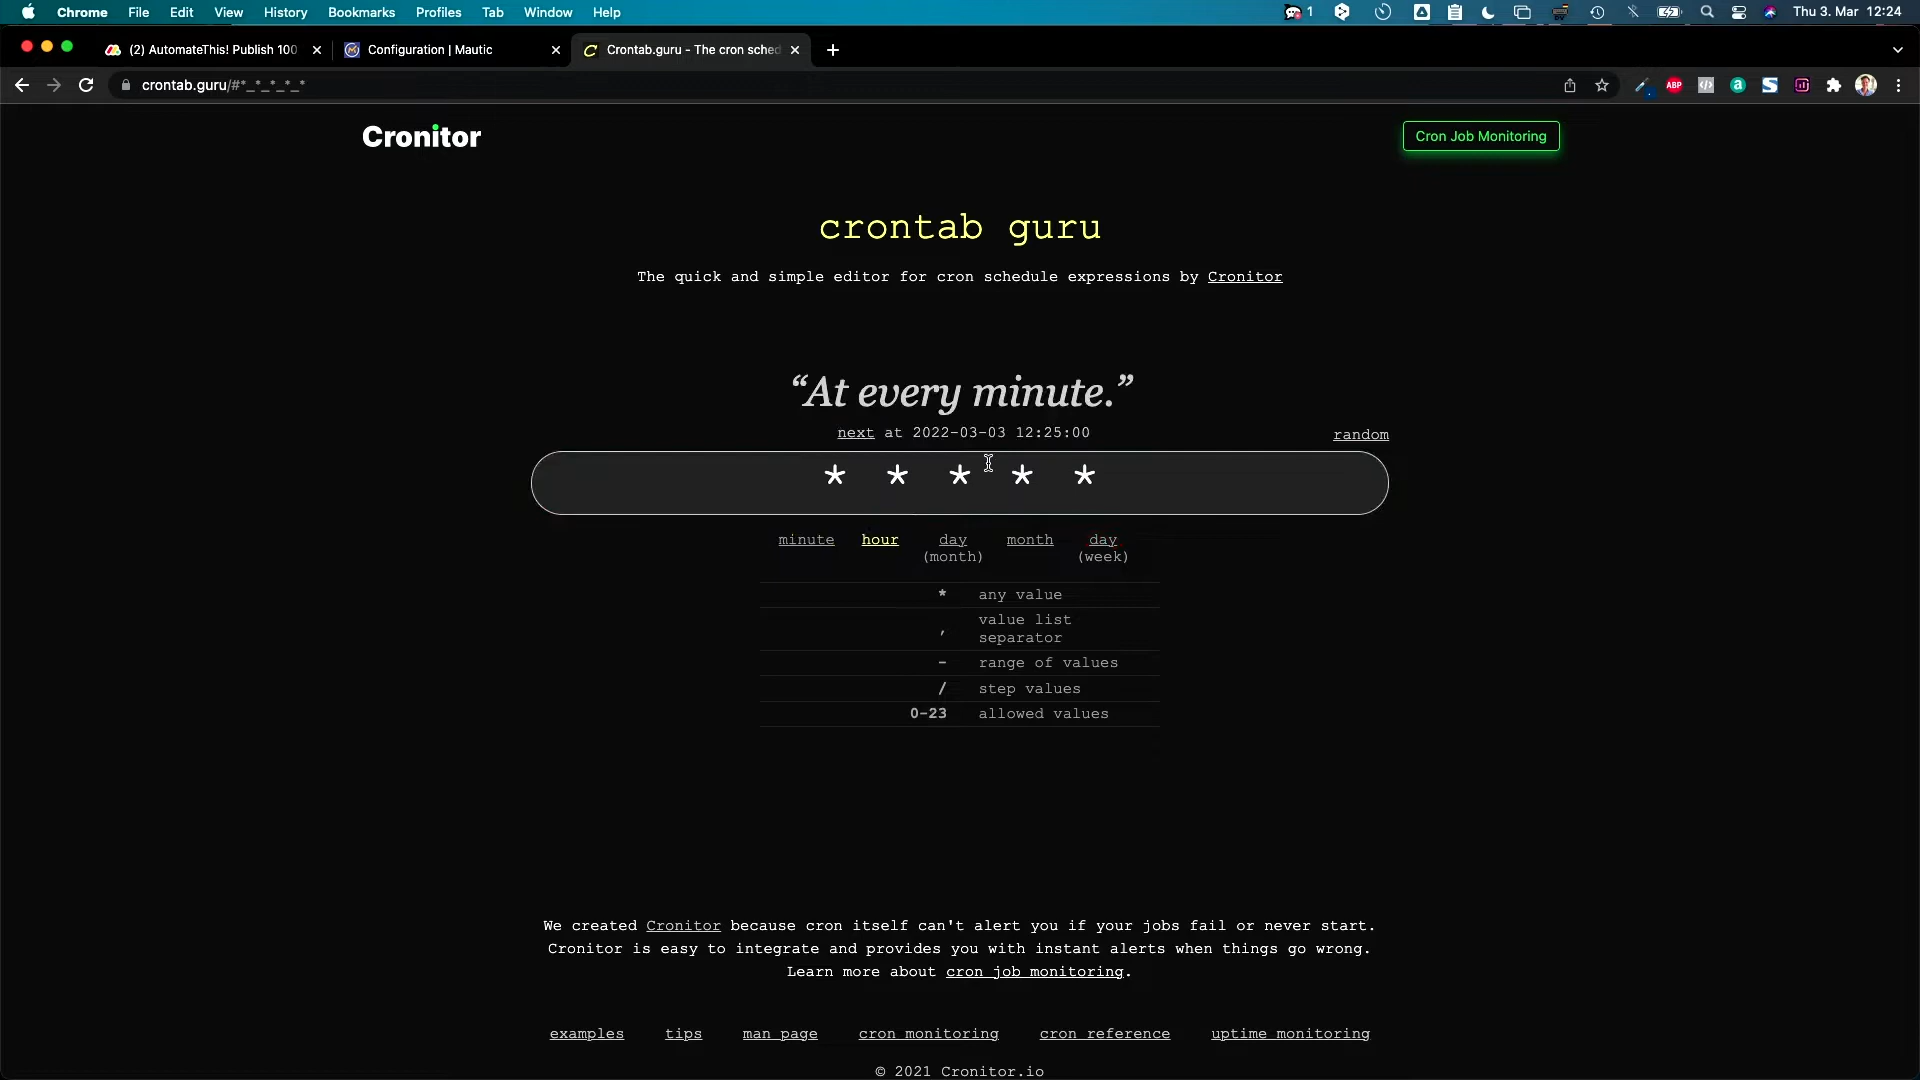 Chrome File Edit View History Bookmarks Profiles Tab Window Help 1 Thu 3. Mar 12:24
(2) AutomateThis! Publish 100 Configuration | Mautic Crontab.guru - The cron sched
crontab.guru/#*_*_*_*_* ABP
Cronitor Cron Job Monitoring
crontab guru
The quick and simple editor for cron schedule expressions by Cronitor
“At every minute.”
next at 2022-03-03 12:25:00 random
* * * * *
minute hour day (month) month day (week)
* any value
, value list separator
- range of values
/ step values
0-23 allowed values
We created Cronitor because cron itself can't alert you if your jobs fail or never start.
Cronitor is easy to integrate and provides you with instant alerts when things go wrong.
Learn more about cron job monitoring.
examples tips man page cron monitoring cron reference uptime monitoring
© 2021 Cronitor.io